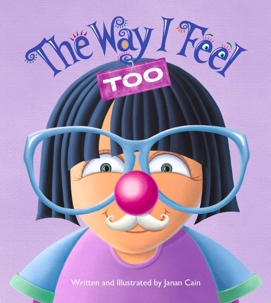 The Way I Feel
TOO
Written and Illustrated by Janan Cain